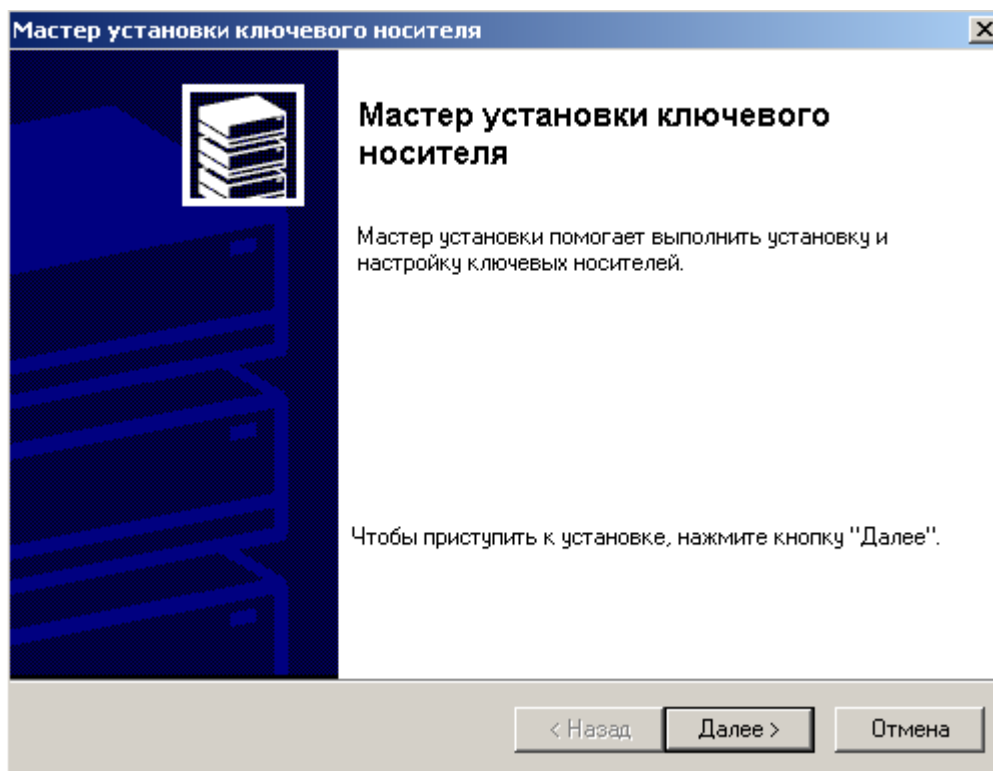 Мастер установки ключевого носителя
Мастер установки ключевого
носителя
Мастер установки помогает выполнить установку и
настройку ключевых носителей.
Чтобы приступить к установке, нажмите кнопку "Далее".
< Назад
Далее >
Отмена